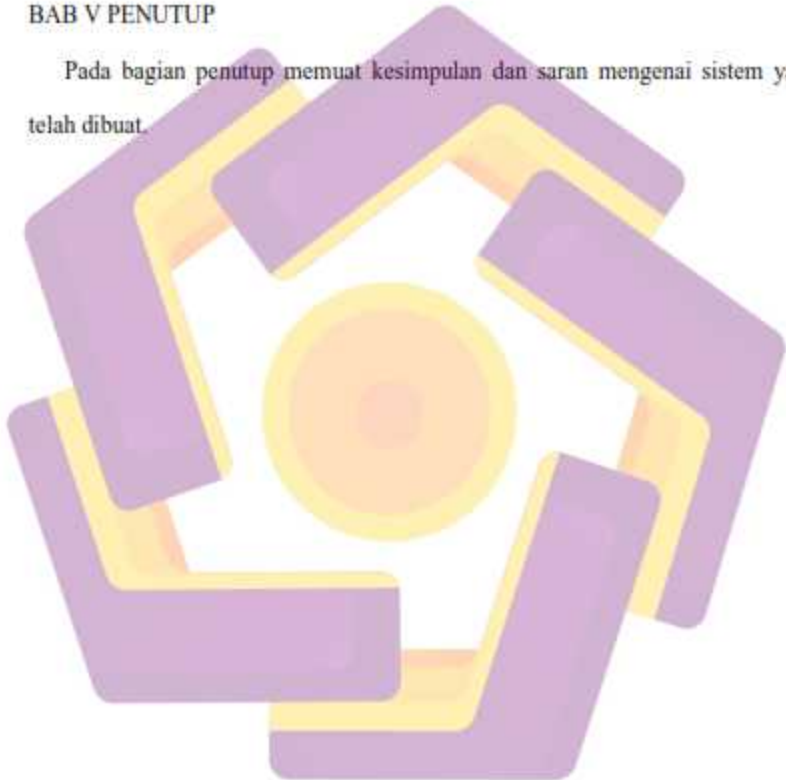 BAB V PENUTUP
Pada bagian penutup memuat kesimpulan dan saran mengenai sistem
telah dibuat.